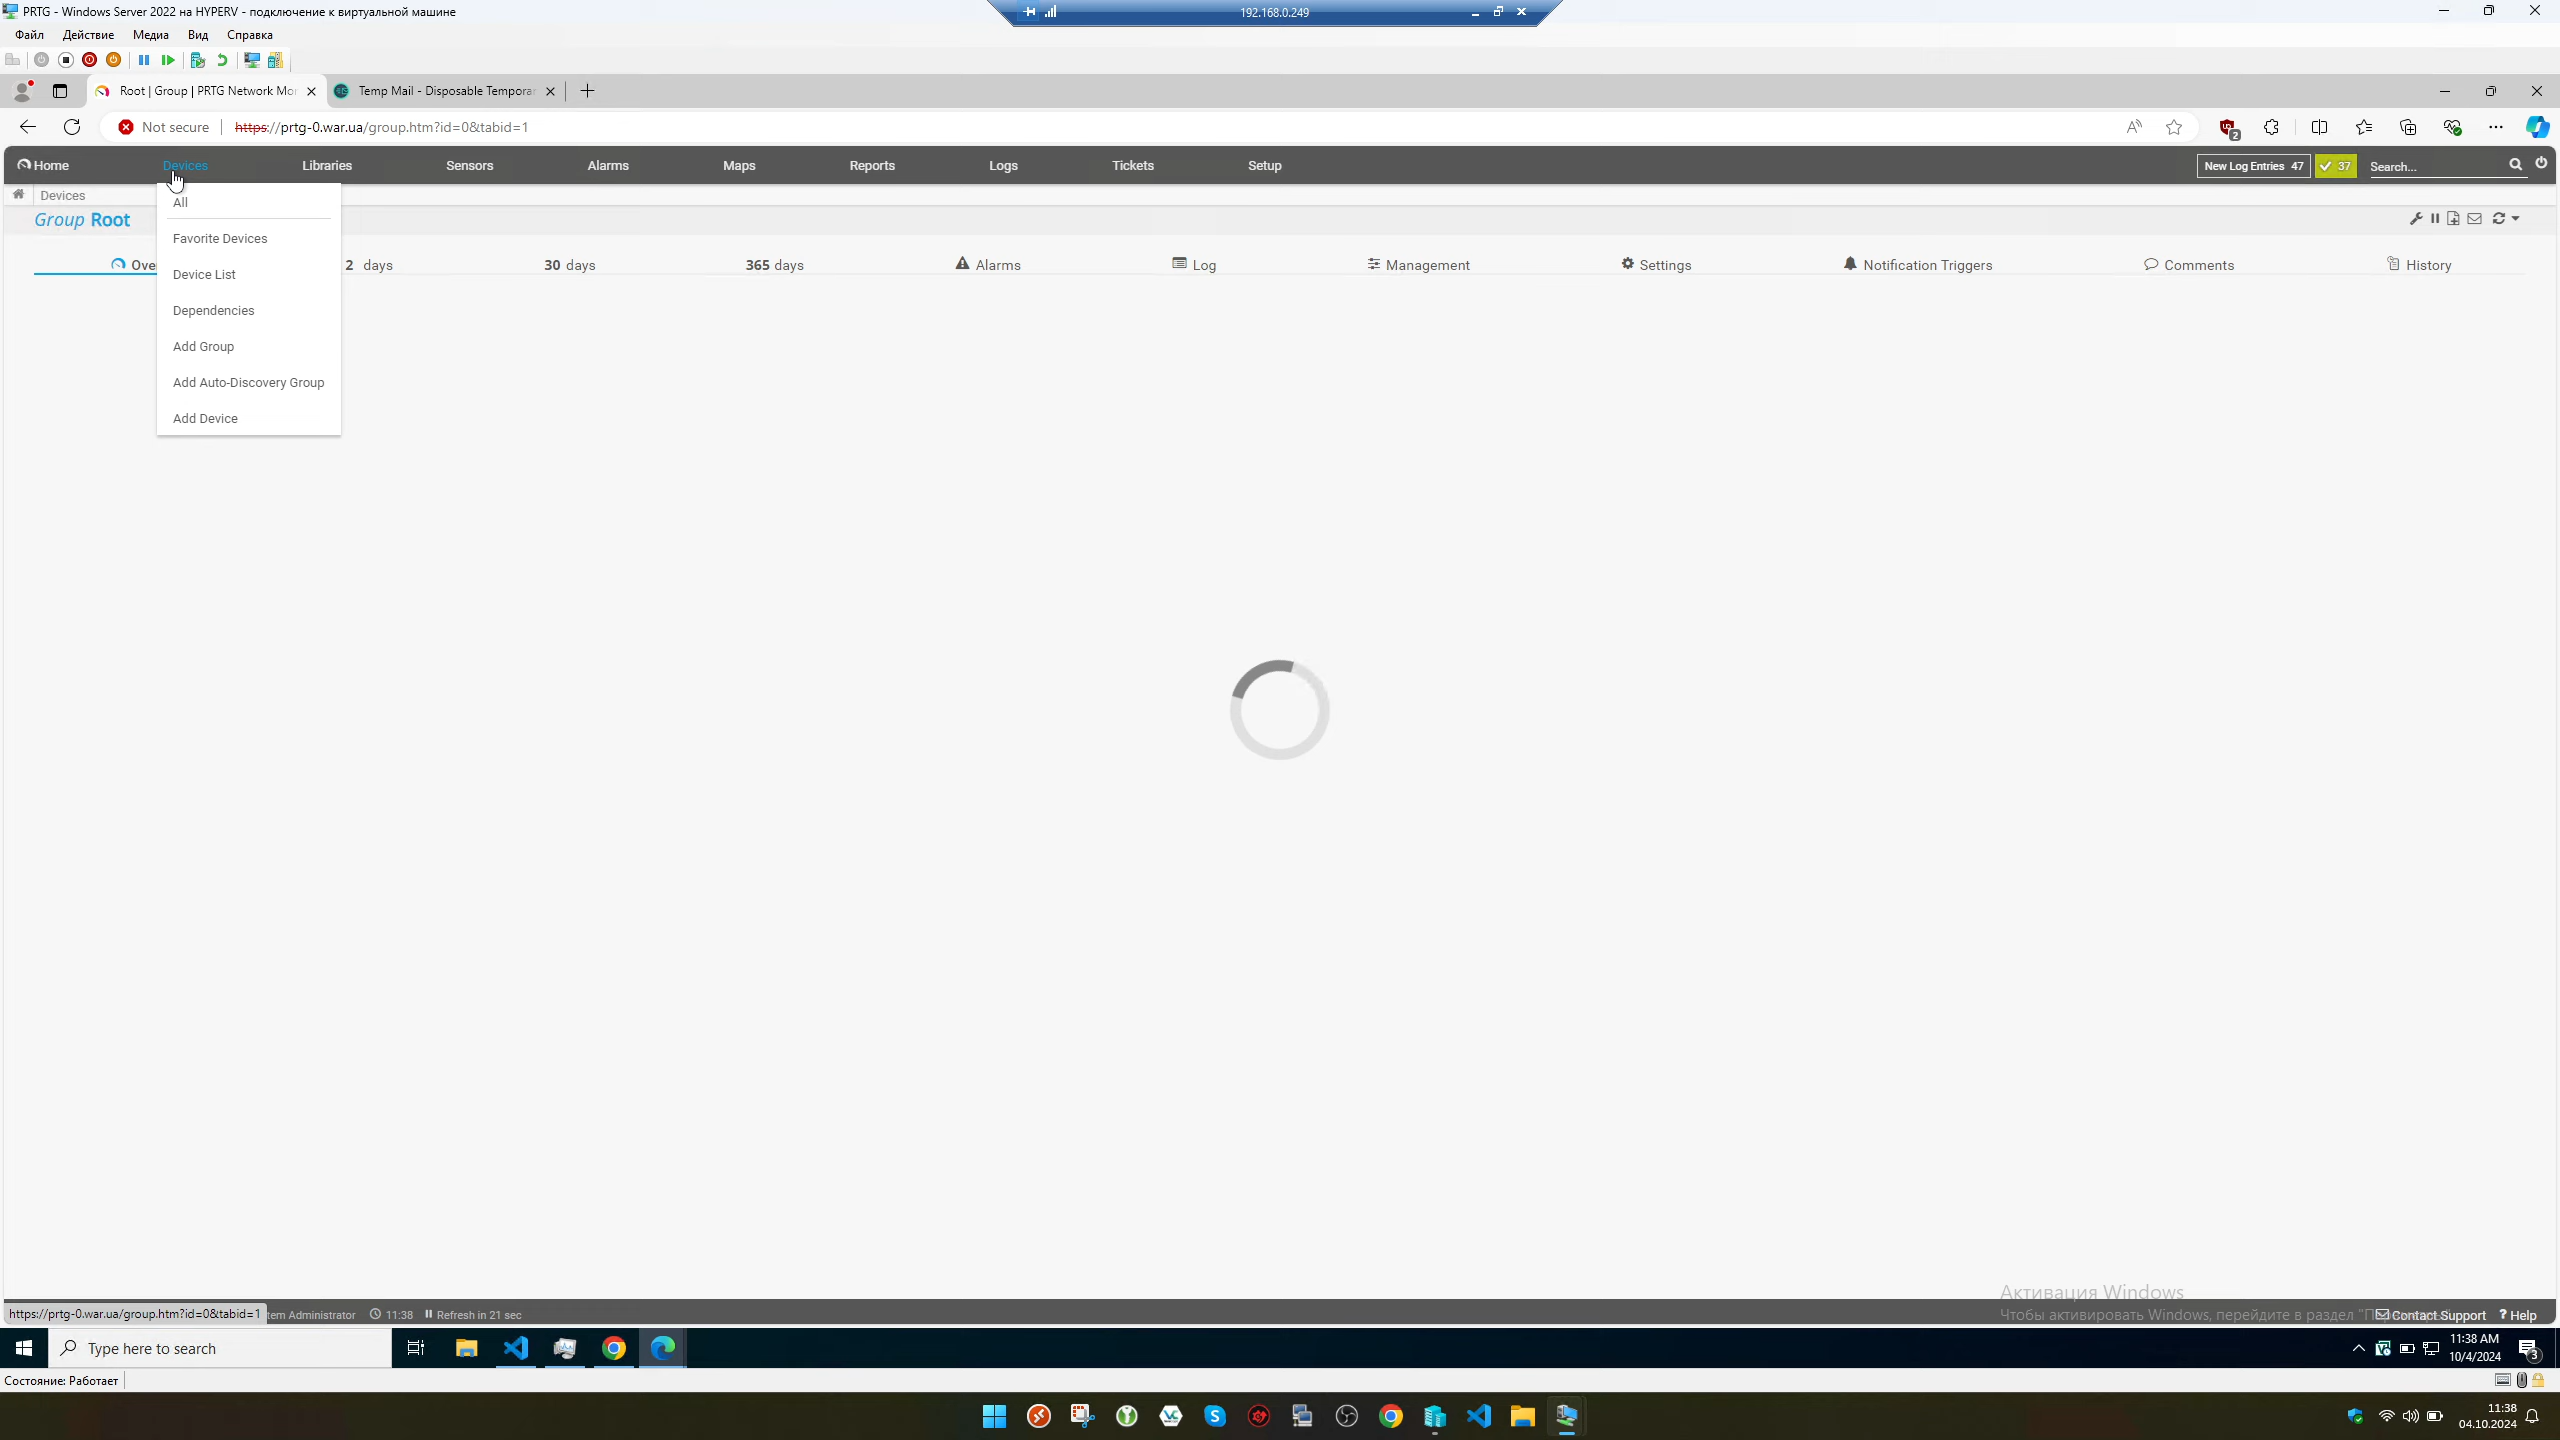 PRTG - Windows Server 2022 на HYPERV - подключение к виртуальной машине
192.168.0.249
Файл Действие Медиа Вид Справка
Root | Group | PRTG Network Mor
Temp Mail - Disposable Tempora
Not secure https://prtg-0.war.ua/group.htm?id=0&tabid=1
2
Home Devices Libraries Sensors Alarms Maps Reports Logs Tickets Setup New Log Entries 47 37 Search...
Devices
All
Group Root
Favorite Devices
Ove 2 days 30 days 365 days Alarms Log Management Settings Notification Triggers Comments History
Device List
Dependencies
Add Group
Add Auto-Discovery Group
Add Device
Активация Windows
Чтобы активировать Windows, перейдите в раздел
https://prtg-0.war.ua/group.htm?id=0&tabid=1 tem Administrator 11:38 Refresh in 21 sec Contact Support ? Help
Type here to search
11:38 AM
10/4/2024
3
Состояние: Работает
11:38
04.10.2024